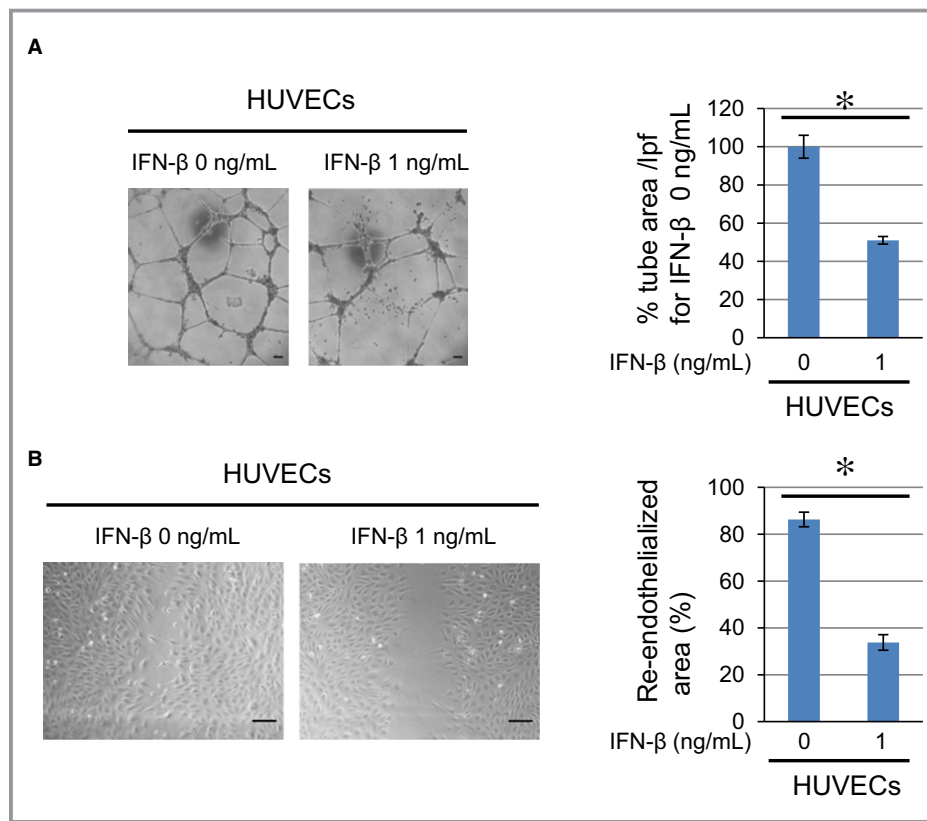 A
HUVECs
IFN-β 0 ng/mL
IFN-β 1 ng/mL
% tube area /lpf
for IFN-β 0 ng/mL
120
100
80
60
40
20
0
*
IFN-β (ng/mL)
0
1
HUVECs
B
HUVECs
IFN-β 0 ng/mL
IFN-β 1 ng/mL
Re-endothelialized
area (%)
100
80
60
40
20
0
*
IFN-β (ng/mL)
0
1
HUVECs